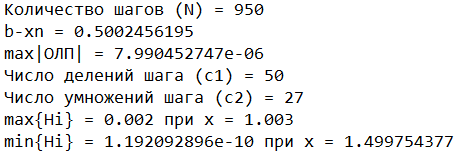 Количество шагов (N) = 950
b-xn = 0.5002456195
max|ОЛП| = 7.990452747e-06
Число делений шага (c1) = 50
Число умножений шага (c2) = 27
max{Hi} = 0.002 при x = 1.003
min{Hi} = 1.192092896e-10 при x = 1.499754377